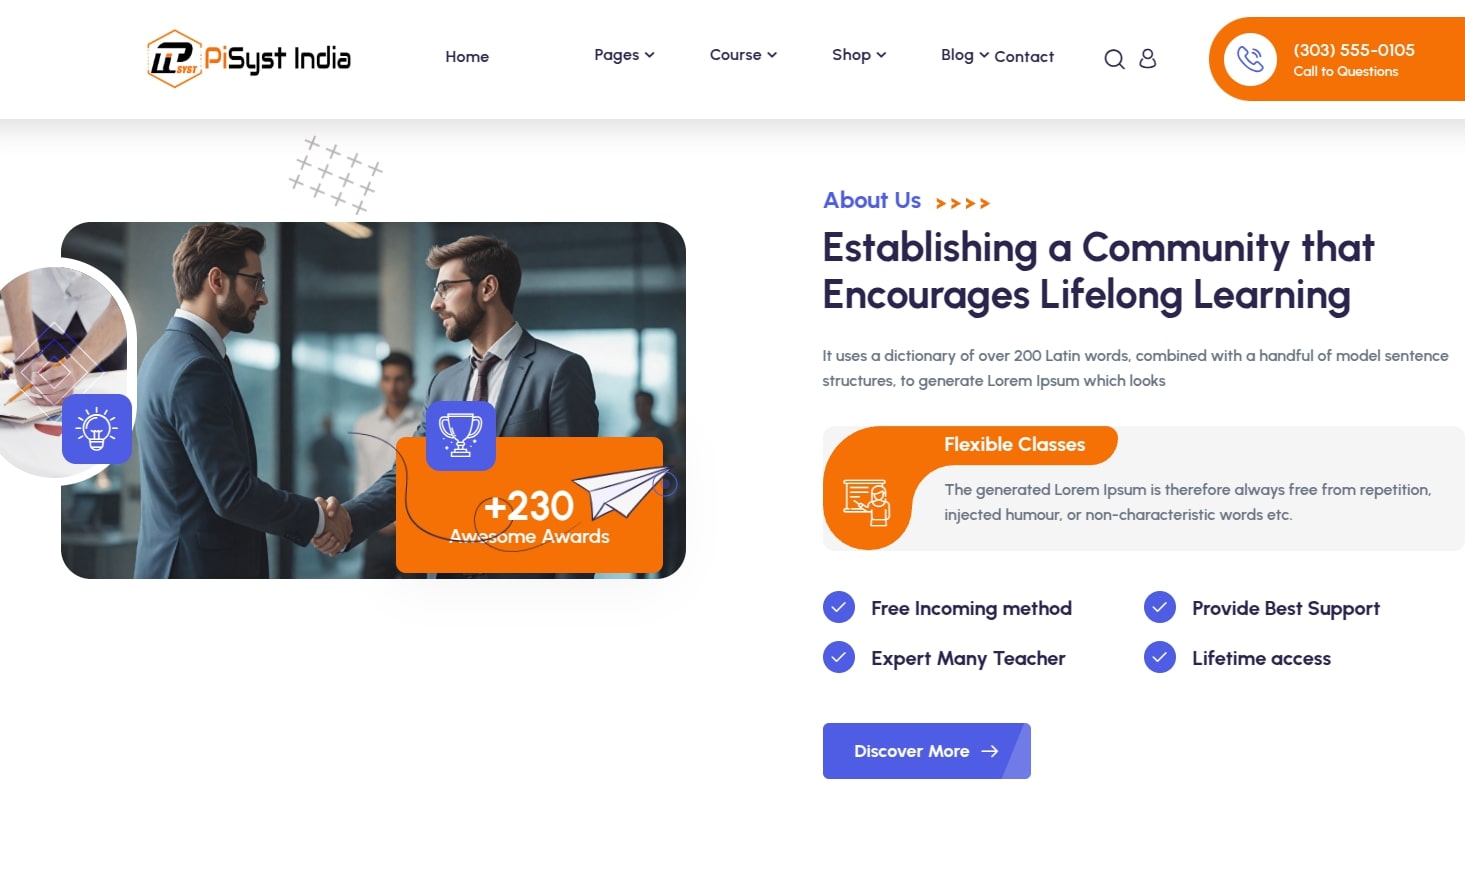 PiSyst India
SYST
Home
Pages
Course
Shop
Blog
Contact
(303) 555-0105
Call to Questions
About Us > > > >
Establishing a Community that
Encourages Lifelong Learning
It uses a dictionary of over 200 Latin words, combined with a handful of model sentence
structures, to generate Lorem Ipsum which looks
Flexible Classes
The generated Lorem Ipsum is therefore always free from repetition,
injected humour, or non-characteristic words etc.
+230
Awesome Awards
Free Incoming method
Provide Best Support
Expert Many Teacher
Lifetime access
Discover More